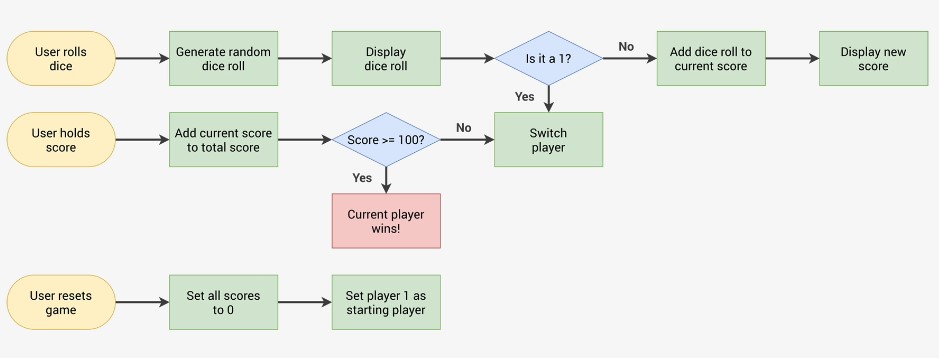 User rolls
dice
Generate random
dice roll
Display
dice roll
Is it a 1?
No
Add dice roll to
current score
Display new
score
Yes
User holds
score
Add current score
to total score
Score >= 100?
No
Switch
player
Yes
Current player
wins!
User resets
game
Set all scores
to 0
Set player 1 as
starting player